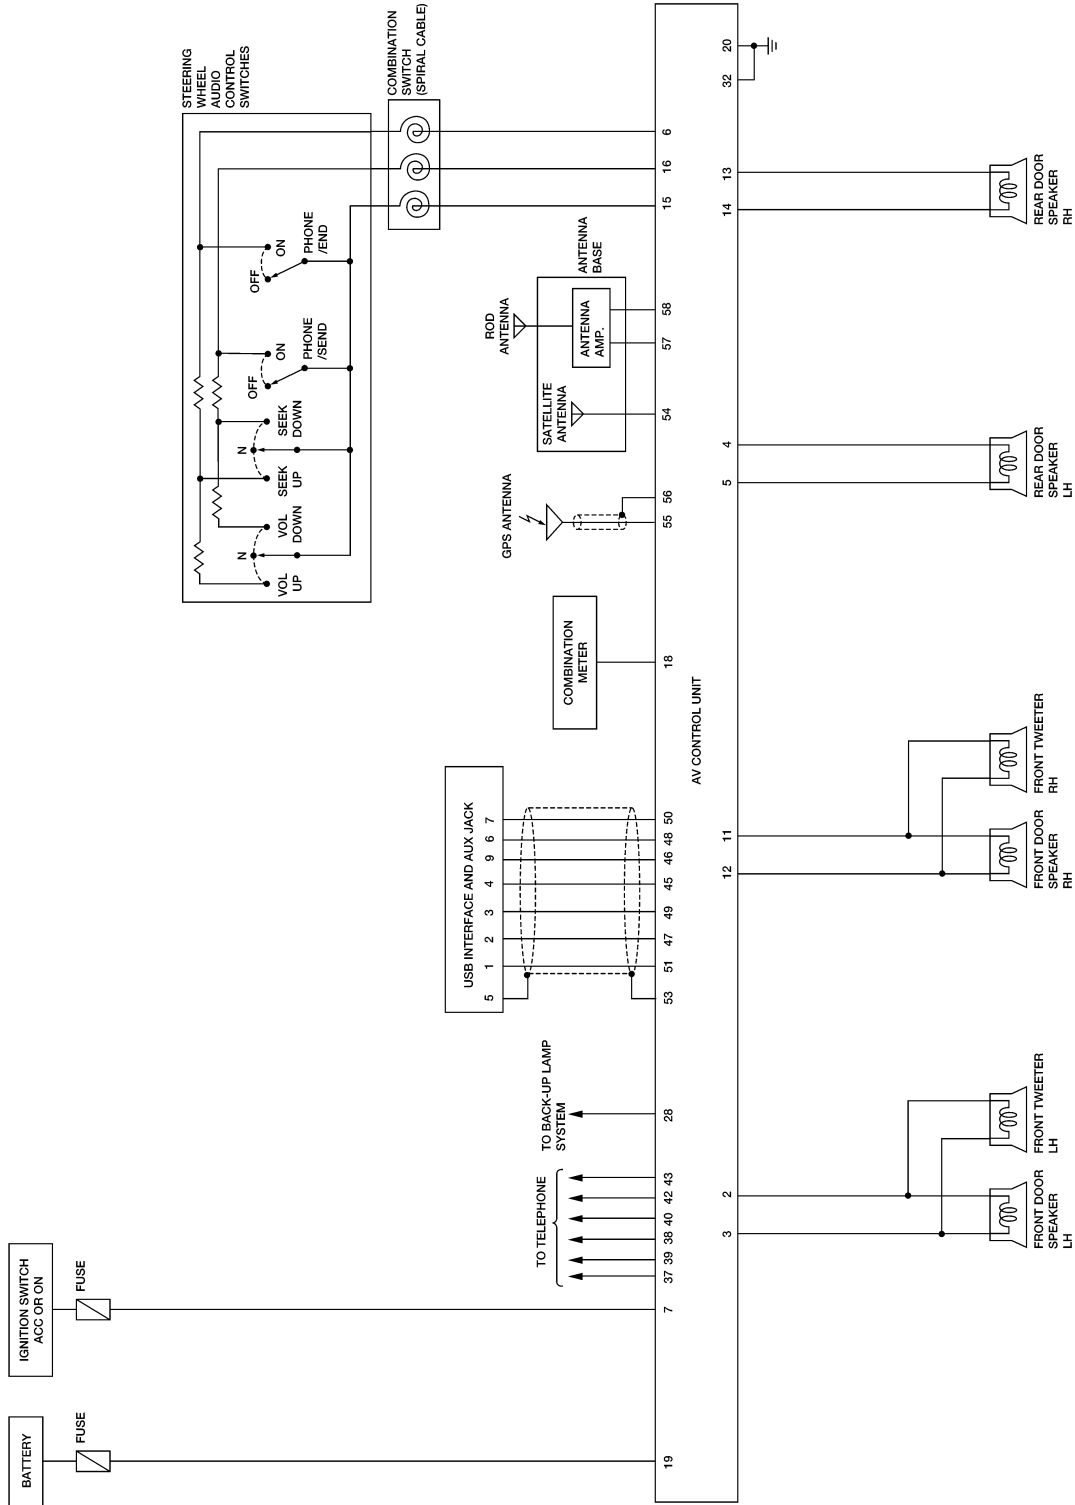 BATTERY
FUSE
19
IGNITION SWITCH
ACC OR ON
FUSE
7
TO TELEPHONE
37
39
38
40
42
43
TO BACK-UP LAMP
SYSTEM
28
USB INTERFACE AND AUX JACK
5
1
2
3
4
9
6
7
53
51
47
49
45
46
48
50
COMBINATION
METER
18
GPS ANTENNA
55
56
SATELLITE
ANTENNA
54
ROD
ANTENNA
ANTENNA
AMP.
ANTENNA
BASE
57
58
STEERING
WHEEL
AUDIO
CONTROL
SWITCHES
VOL
UP
N
VOL
DOWN
SEEK
UP
N
SEEK
DOWN
OFF
ON
PHONE
/SEND
OFF
ON
PHONE
/END
COMBINATION
SWITCH
(SPIRAL CABLE)
15
16
6
AV CONTROL UNIT
3
2
12
11
5
4
14
13
32
20
FRONT DOOR
SPEAKER
LH
FRONT TWEETER
LH
FRONT DOOR
SPEAKER
RH
FRONT TWEETER
RH
REAR DOOR
SPEAKER
LH
REAR DOOR
SPEAKER
RH